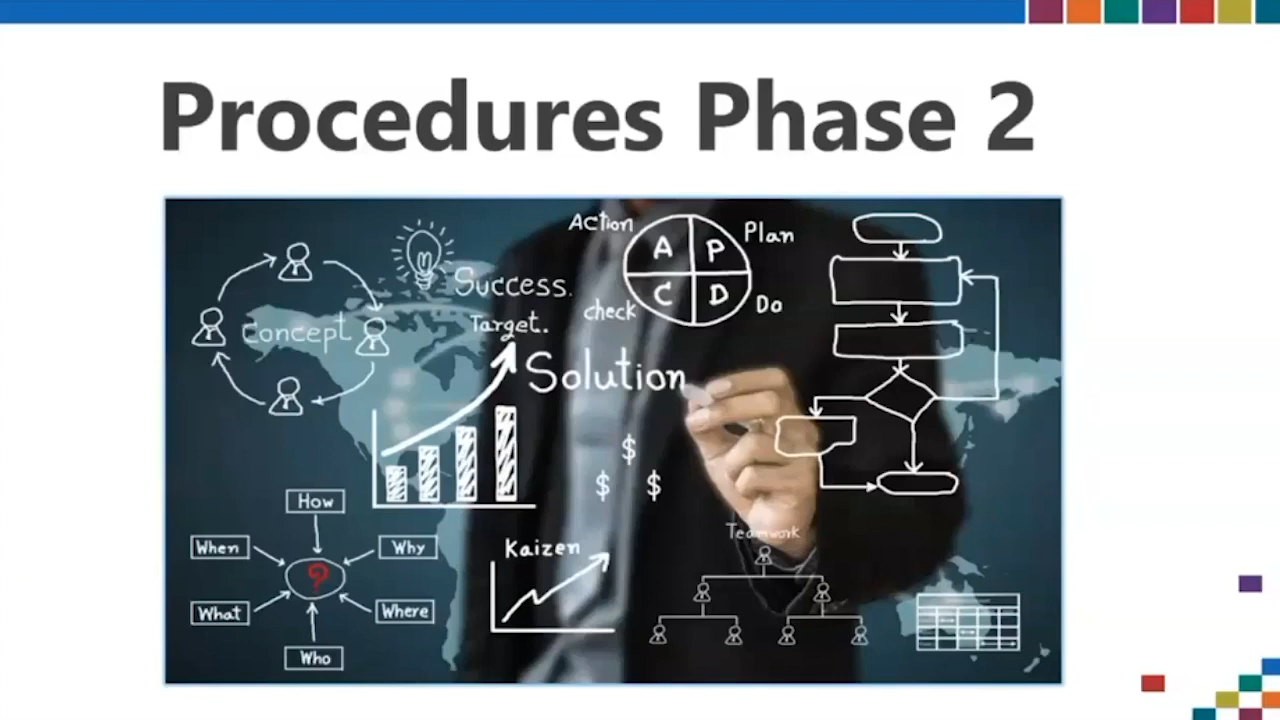 Procedures Phase 2
Action
A
P
Plan
C
D
check
Do
Success.
Target.
Concept
Solution
$
$ $
How
When
Why
What
Where
Who
?
Kaizen
Teamwork